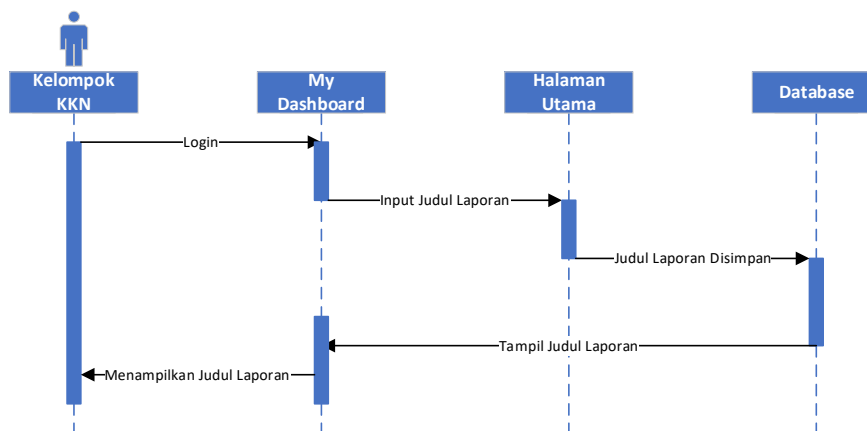 Kelompok
KKN
My
Dashboard
Halaman
Utama
Database
Login
Input Judul Laporan
Judul Laporan Disimpan
Tampil Judul Laporan
Menampilkan Judul Laporan